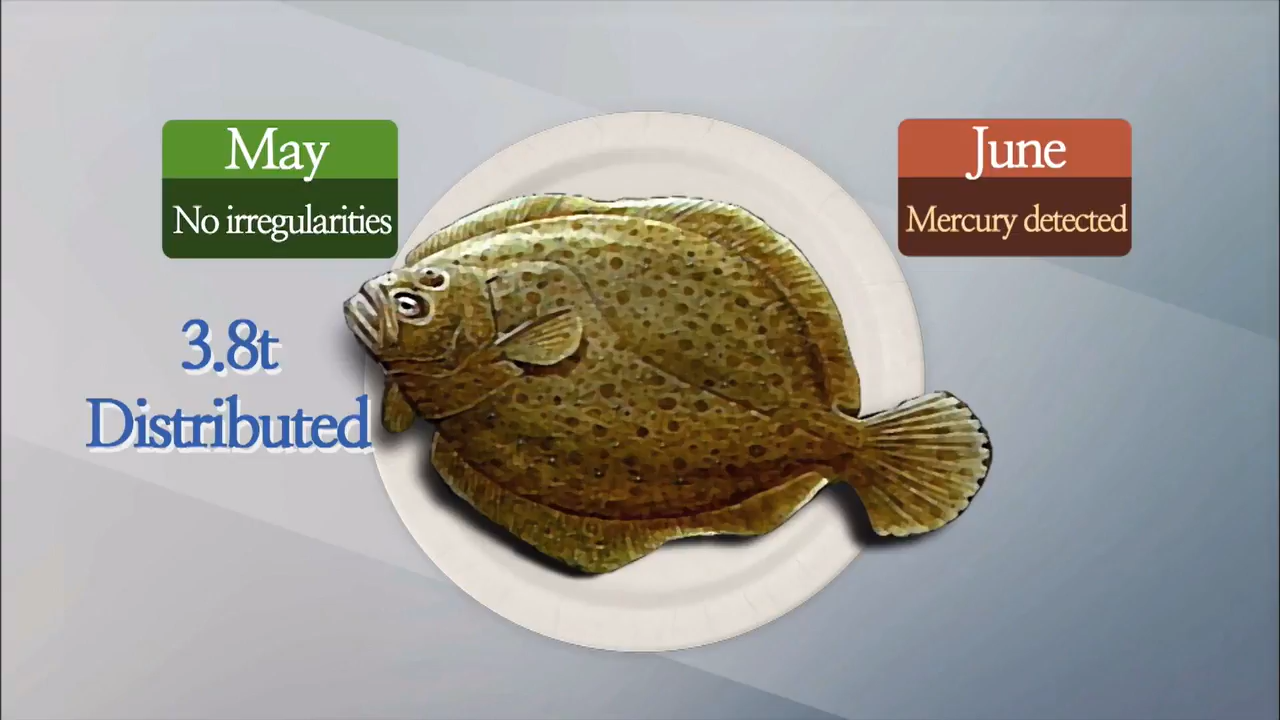 May
No irregularities
3.8t
Distributed
June
Mercury detected